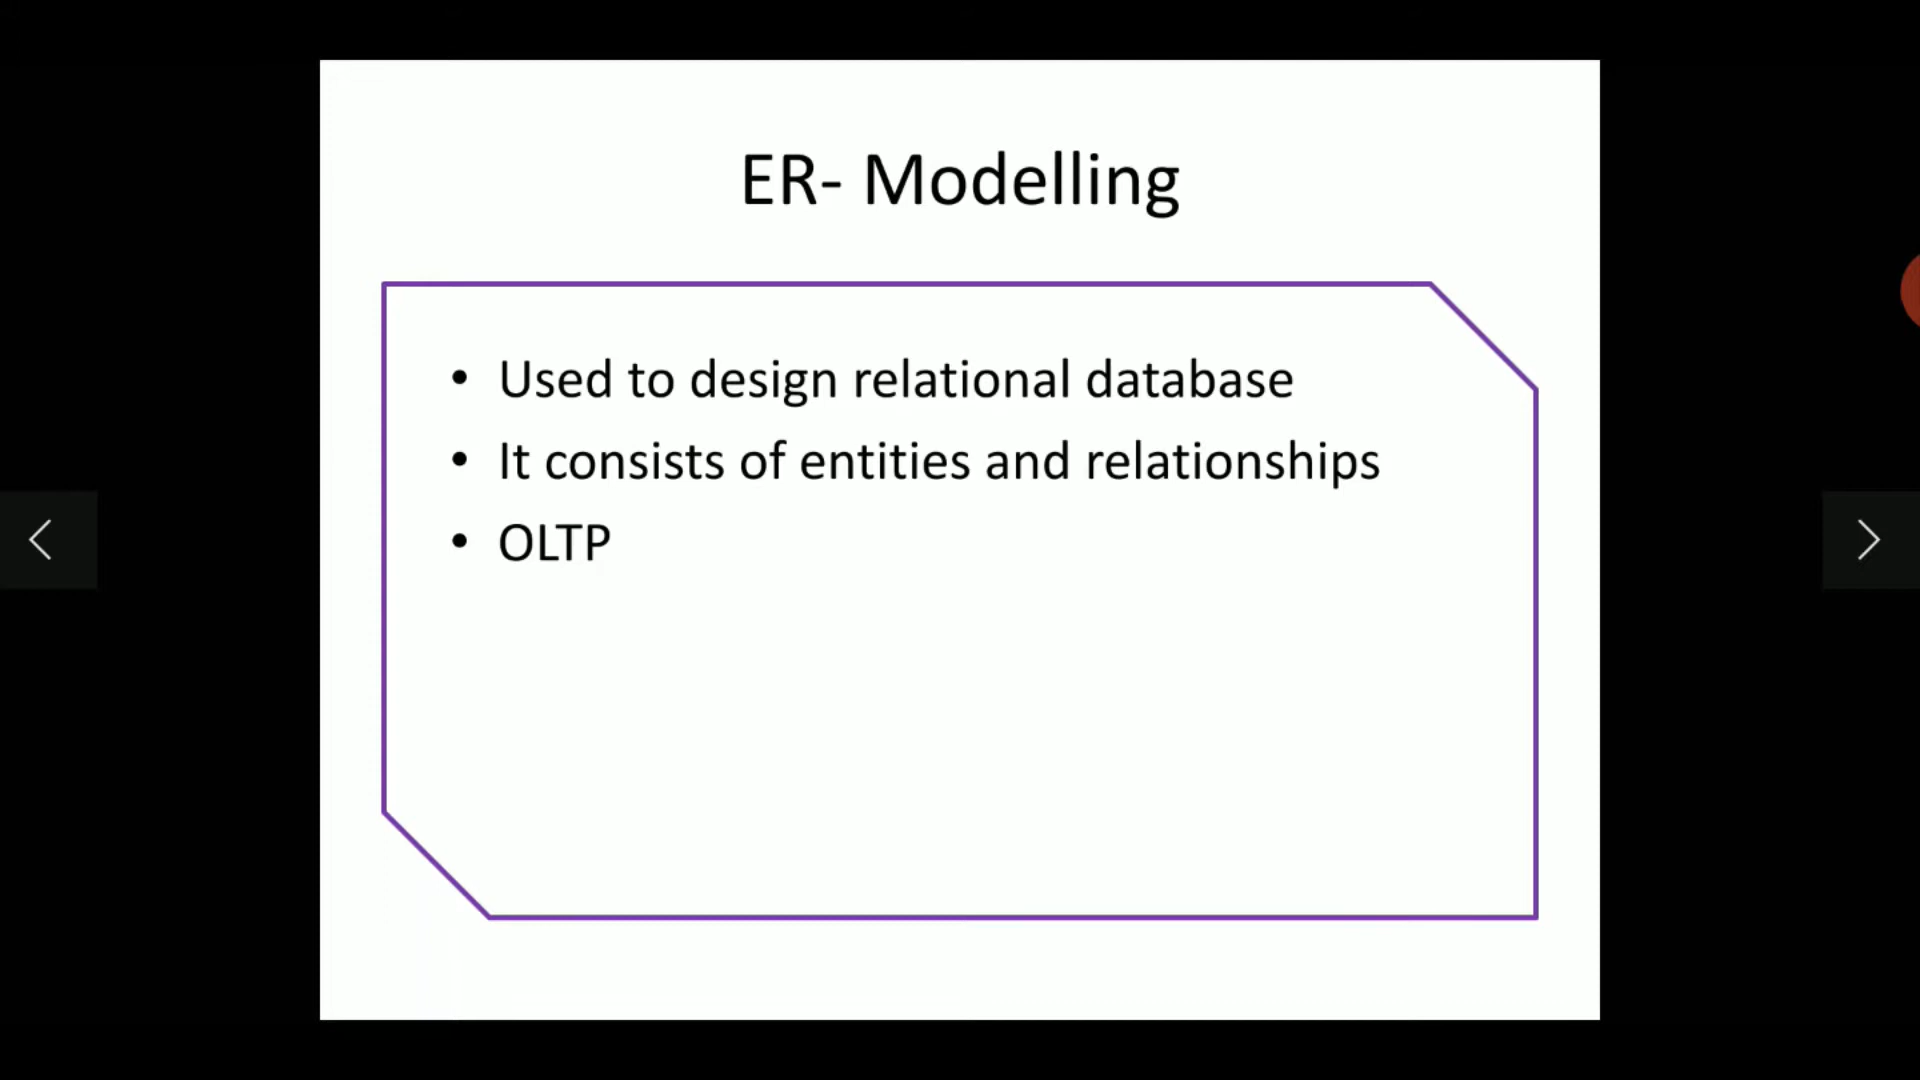 ER- Modelling
• Used to design relational database
• It consists of entities and relationships
• OLTP